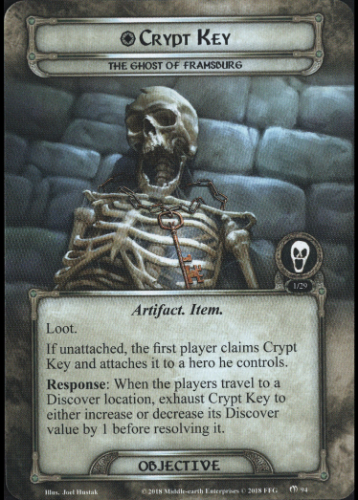 CRYPT KEY
THE GHOST OF FRAMSBURG
1/29
Artifact. Item.
Loot.
If unattached, the first player claims Crypt
Key and attaches it to a hero he controls.
Response: When the players travel to a
Discover location, exhaust Crypt Key to
either increase or decrease its Discover
value by 1 before resolving it.
Illus. Joel Hustak
©2018 Middle-earth Enterprises ©2018 FFG
94
OBJECTIVE